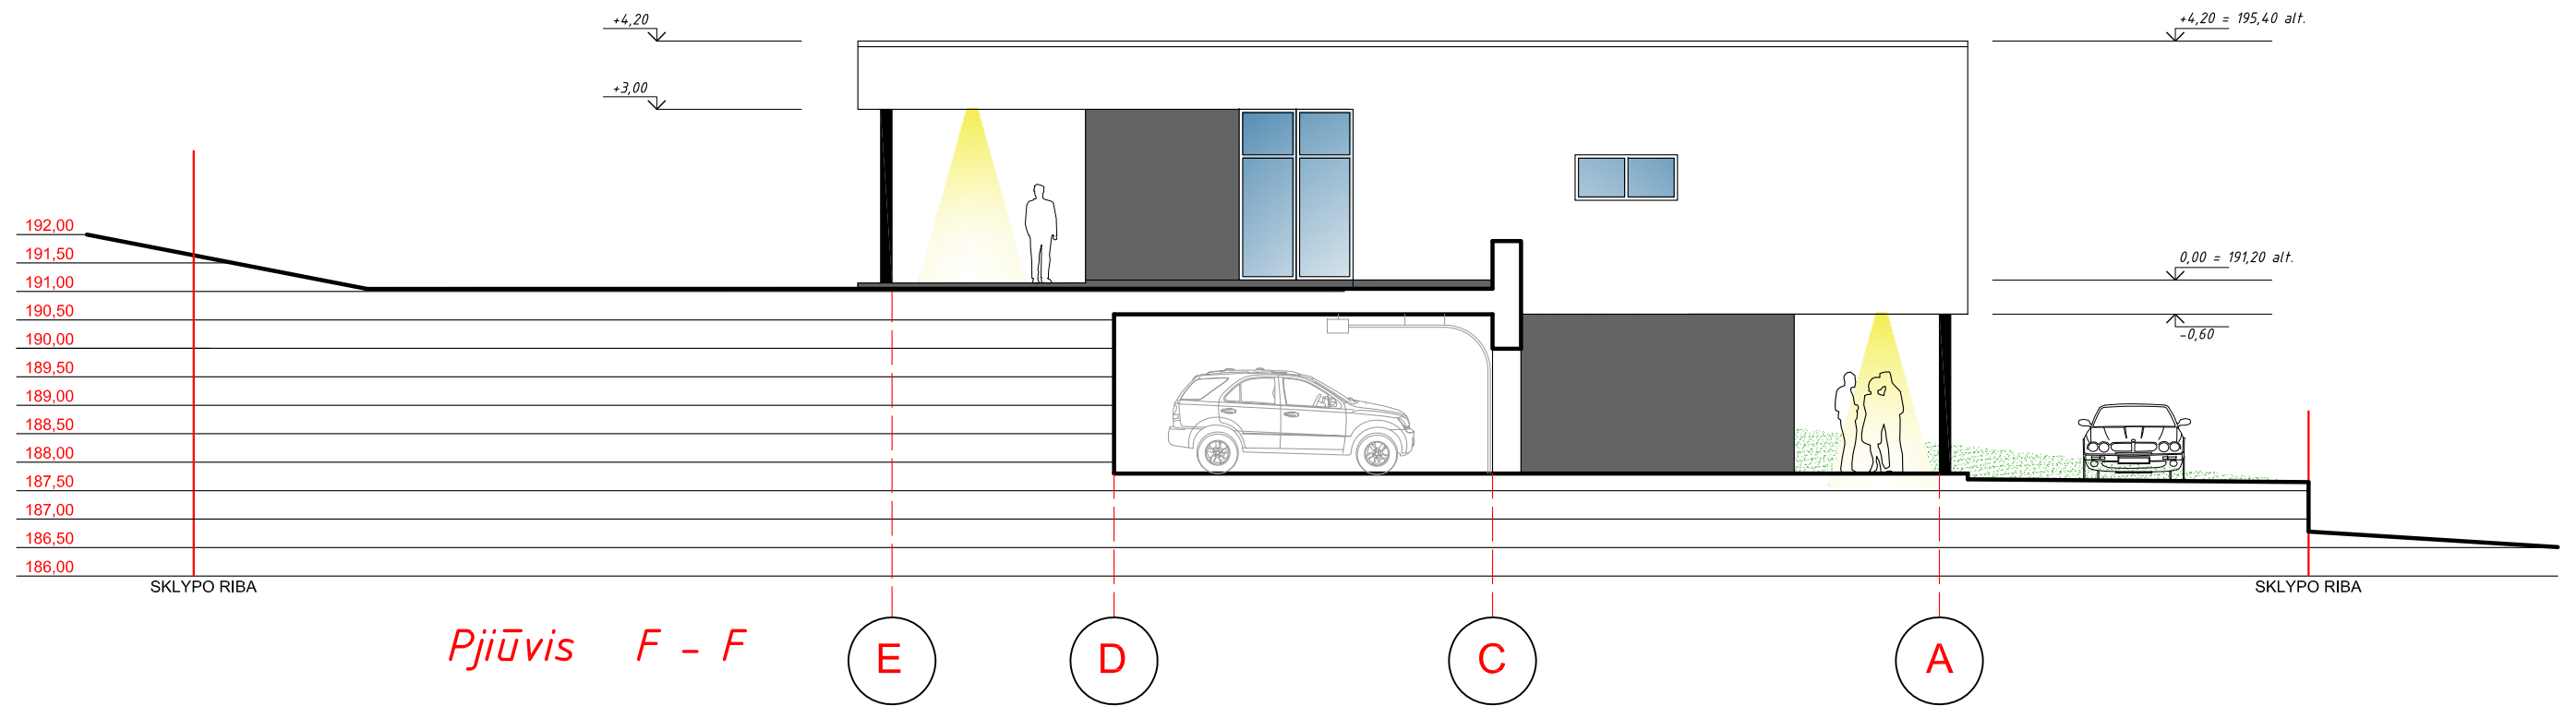 +4,20
+4,20 = 195,40 alt.
+3,00
192,00
191,50
0,00 = 191,20 alt.
191,00
190,50
-0,60
190,00
189,50
189,00
188,50
188,00
187,50
187,00
186,50
186,00
SKLYPO RIBA
SKLYPO RIBA
Pjiūvis F - F
E
D
C
A